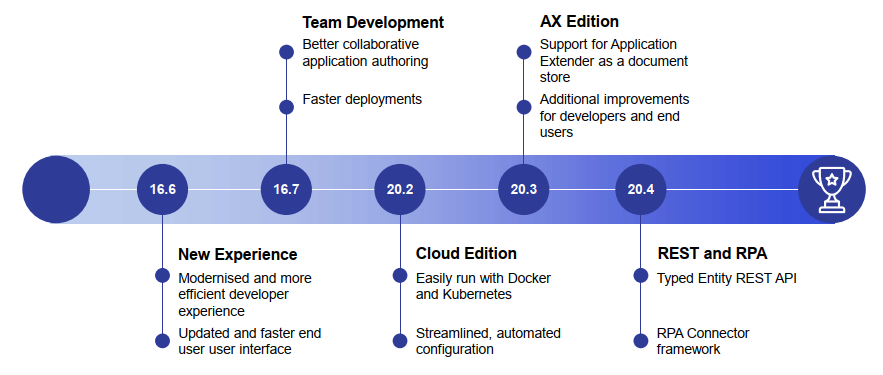 Team Development
Better collaborative
application authoring
Faster deployments
AX Edition
Support for Application
Extender as a document
store
Additional improvements
for developers and end
users
16.6
16.7
20.2
20.3
20.4
New Experience
Modernised and more
efficient developer
experience
Updated and faster end
user user interface
Cloud Edition
Easily run with Docker
and Kubernetes
Streamlined, automated
configuration
REST and RPA
Typed Entity REST API
RPA Connector
framework